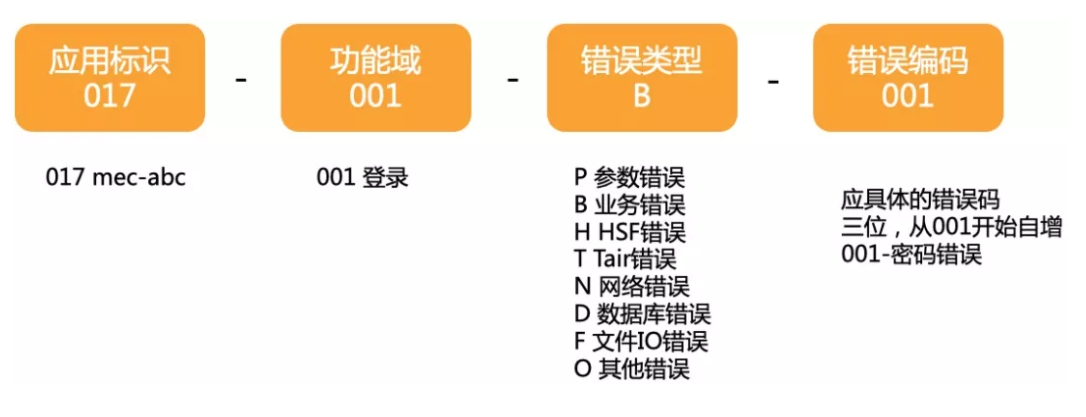 应用标识
017
-
功能域
001
-
错误类型
B
-
错误编码
001
017 mec-abc
001 登录
P 参数错误
B 业务错误
H HSF错误
T Tair错误
N 网络错误
D 数据库错误
F 文件IO错误
O 其他错误
应具体的错误码
三位，从001开始自增
001-密码错误